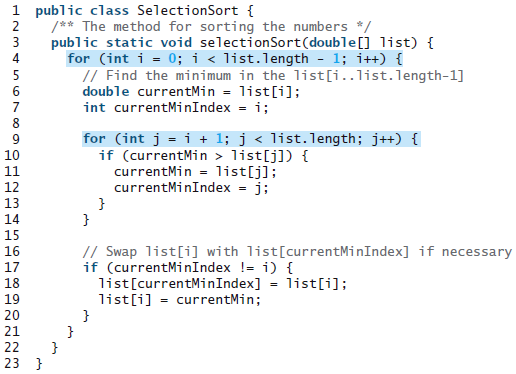 1 public class SelectionSort {
2 /** The method for sorting the numbers */
3 public static void selectionSort(double[] list) {
4 for (int i = 0; i < list.length - 1; i++) {
5 // Find the minimum in the list[i..list.length-1]
6 double currentMin = list[i];
7 int currentMinIndex = i;
8
9 for (int j = i + 1; j < list.length; j++) {
10 if (currentMin > list[j]) {
11 currentMin = list[j];
12 currentMinIndex = j;
13 }
14 }
15
16 // Swap list[i] with list[currentMinIndex] if necessary
17 if (currentMinIndex != i) {
18 list[currentMinIndex] = list[i];
19 list[i] = currentMin;
20 }
21 }
22 }
23 }